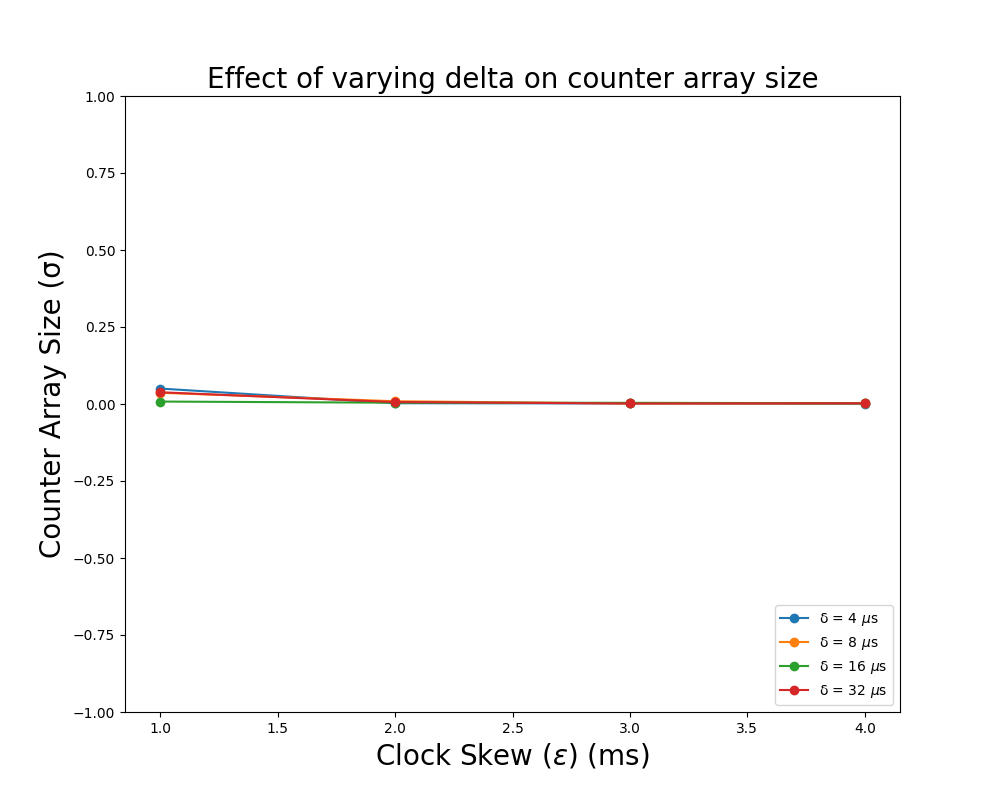 Effect of varying delta on counter array size
Counter Array Size (σ)
1.00
0.75
0.50
0.25
0.00
−0.25
−0.50
−0.75
−1.00
δ = 4 μs
δ = 8 μs
δ = 16 μs
δ = 32 μs
1.0 1.5 2.0 2.5 3.0 3.5 4.0
Clock Skew (ε) (ms)